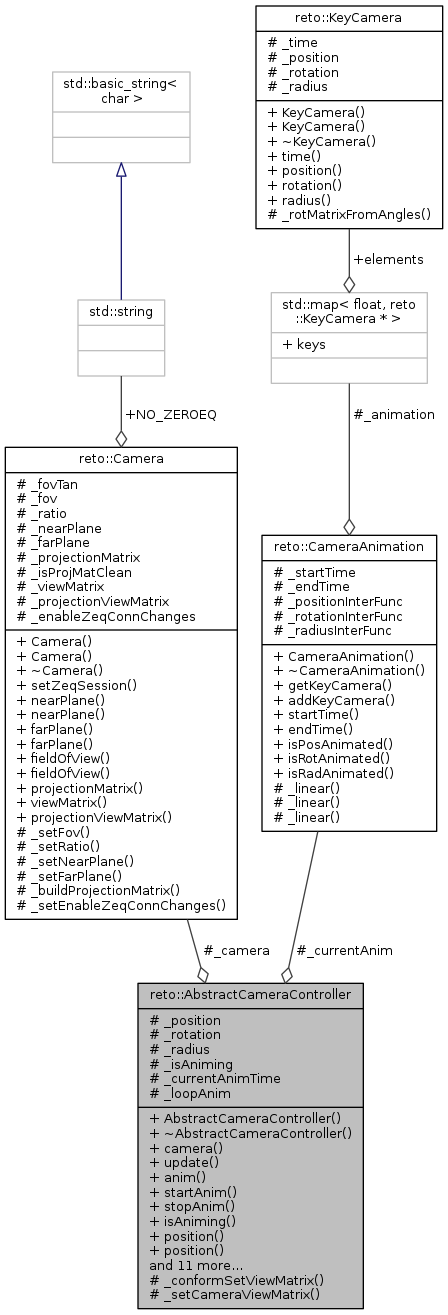 reto::KeyCamera
# _time
# _position
# _rotation
# _radius
+ KeyCamera()
+ KeyCamera()
+ ~KeyCamera()
+ time()
+ position()
+ rotation()
+ radius()
# _rotMatrixFromAngles()
std::basic_string<
char >
+elements
std::string
std::map< float, reto
::KeyCamera * >
+ keys
+NO_ZEROEQ
#_animation
reto::Camera
# _fovTan
# _fov
# _ratio
# _nearPlane
# _farPlane
# _projectionMatrix
# _isProjMatClean
# _viewMatrix
# _projectionViewMatrix
# _enableZeqConnChanges
+ Camera()
+ Camera()
+ ~Camera()
+ setZeqSession()
+ nearPlane()
+ nearPlane()
+ farPlane()
+ farPlane()
+ fieldOfView()
+ fieldOfView()
+ projectionMatrix()
+ viewMatrix()
+ projectionViewMatrix()
# _setFov()
# _setRatio()
# _setNearPlane()
# _setFarPlane()
# _buildProjectionMatrix()
# _setEnableZeqConnChanges()
reto::CameraAnimation
# _startTime
# _endTime
# _positionInterFunc
# _rotationInterFunc
# _radiusInterFunc
+ CameraAnimation()
+ ~CameraAnimation()
+ getKeyCamera()
+ addKeyCamera()
+ startTime()
+ endTime()
+ isPosAnimated()
+ isRotAnimated()
+ isRadAnimated()
# _linear()
# _linear()
# _linear()
#_camera
#_currentAnim
reto::AbstractCameraController
# _position
# _rotation
# _radius
# _isAniming
# _currentAnimTime
# _loopAnim
+ AbstractCameraController()
+ ~AbstractCameraController()
+ camera()
+ update()
+ anim()
+ startAnim()
+ stopAnim()
+ isAniming()
+ position()
+ position()
and 11 more...
# _conformSetViewMatrix()
# _setCameraViewMatrix()